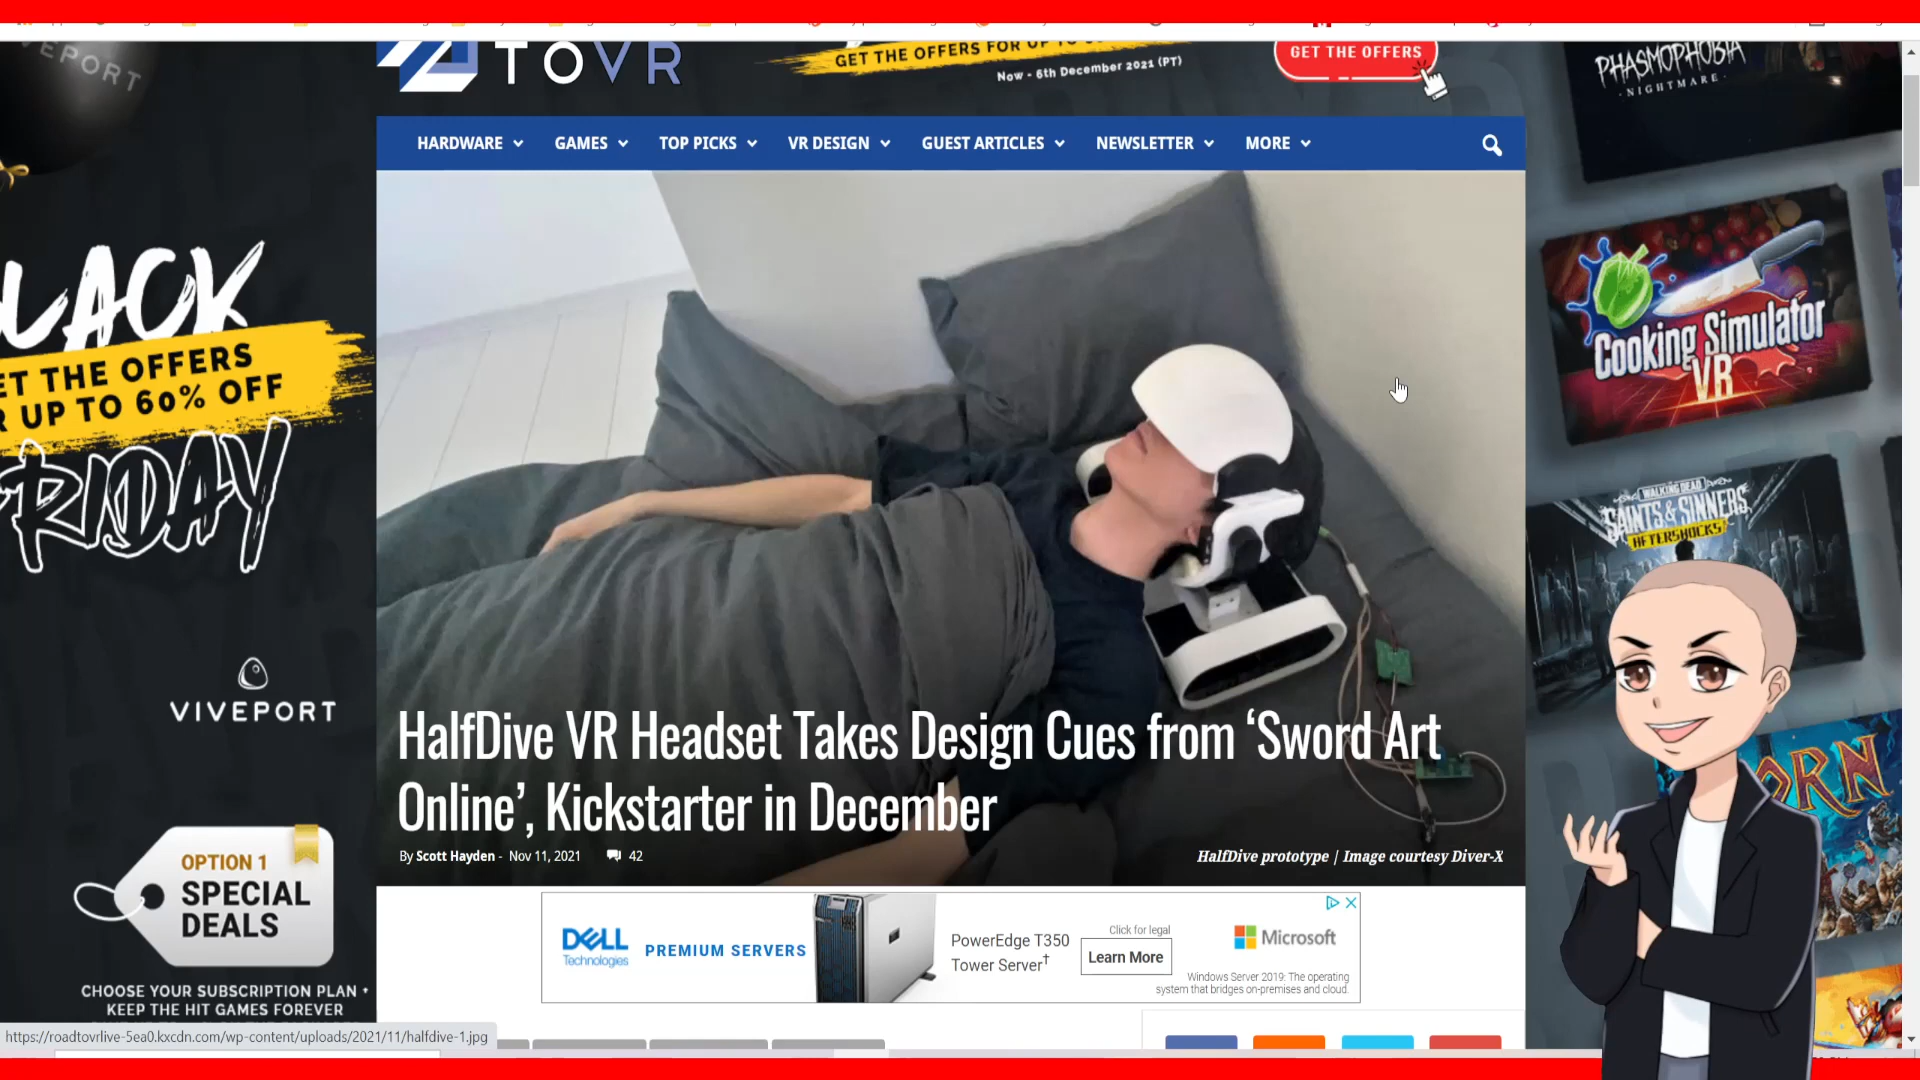 VEPORT
TOVR
GET THE OFFERS FOR UP TO
Now - 6th December 2021 (PT)
GET THE OFFERS
PHASMOPHOBIA
· NIGHTMARE ·
HARDWARE
GAMES
TOP PICKS
VR DESIGN
GUEST ARTICLES
NEWSLETTER
MORE
LACK
ET THE OFFERS
R UP TO 60% OFF
FRIDAY
VIVEPORT
OPTION 1
SPECIAL
DEALS
CHOOSE YOUR SUBSCRIPTION PLAN +
KEEP THE HIT GAMES FOREVER
Cooking Simulator
VR
WALKING DEAD
SAINTS & SINNERS
AFTERSHOCKS
ORN
HalfDive VR Headset Takes Design Cues from ‘Sword Art
Online’, Kickstarter in December
By Scott Hayden - Nov 11, 2021 42
HalfDive prototype | Image courtesy Diver-X
DELL
Technologies
PREMIUM SERVERS
PowerEdge T350
Tower Server†
Click for legal
Learn More
Microsoft
Windows Server 2019: The operating
system that bridges on-premises and cloud.
https://roadtovrlive-5ea0.kxcdn.com/wp-content/uploads/2021/11/halfdive-1.jpg